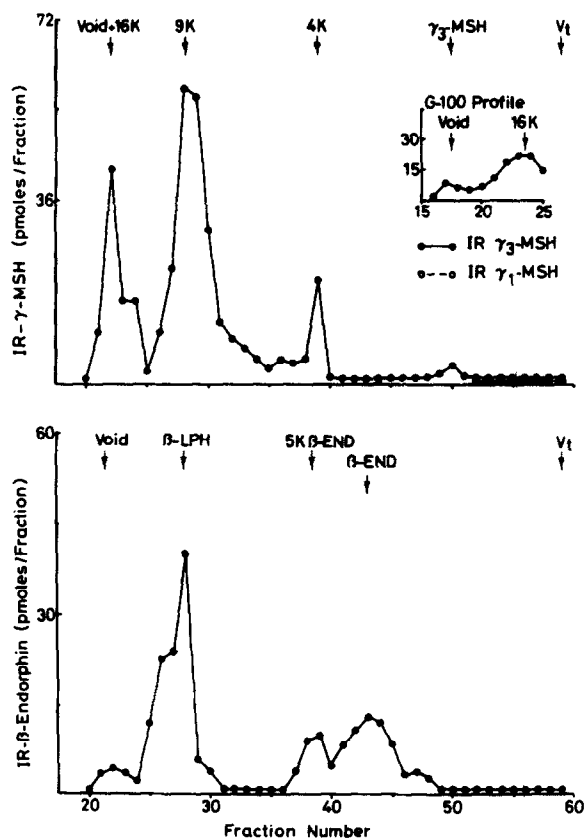 72
Void+16K 9K 4K γ3-MSH Vt
G-100 Profile
Void 16K
30
15
15 20 25
IR γ3-MSH
IR γ1-MSH
36
IR-γ-MSH (pmoles/Fraction)
60
Void β-LPH 5Kβ-END β-END Vt
30
IR-β-Endorphin (pmoles/Fraction)
20 30 40 50 60
Fraction Number